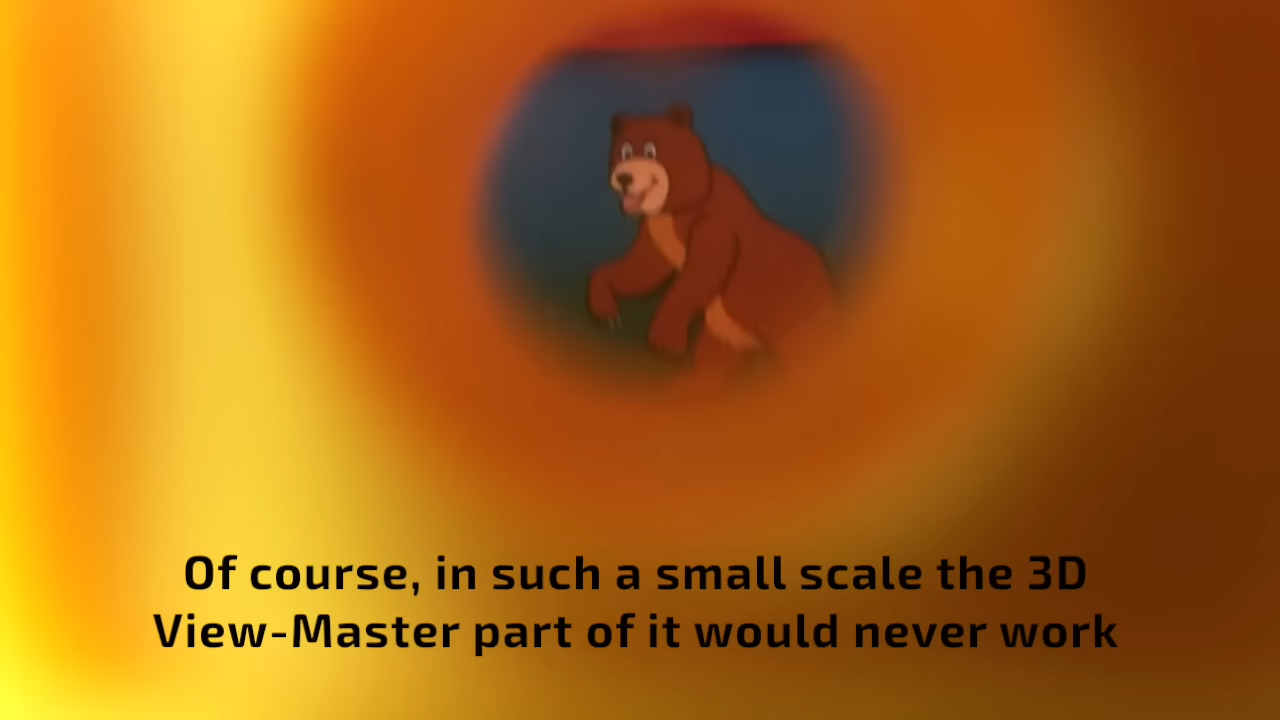 Of course, in such a small scale the 3D
View-Master part of it would never work